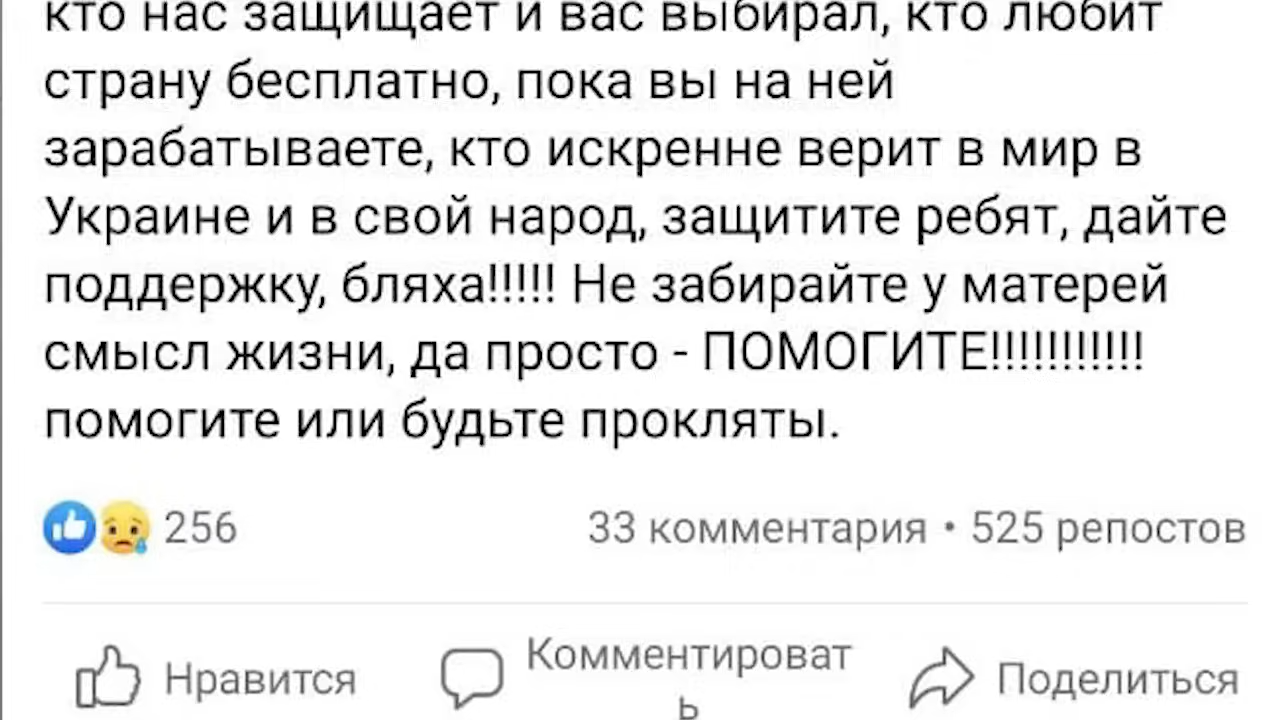 кто нас защищает и вас выбирал, кто любит
страну бесплатно, пока вы на ней
зарабатываете, кто искренне верит в мир в
Украине и в свой народ, защитите ребят, дайте
поддержку, бляха!!!!! Не забирайте у матерей
смысл жизни, да просто - ПОМОГИТЕ!!!!!!!!!!!
помогите или будьте прокляты.
256
33 комментария • 525 репостов
Нравится
Комментироват
ь
Поделиться